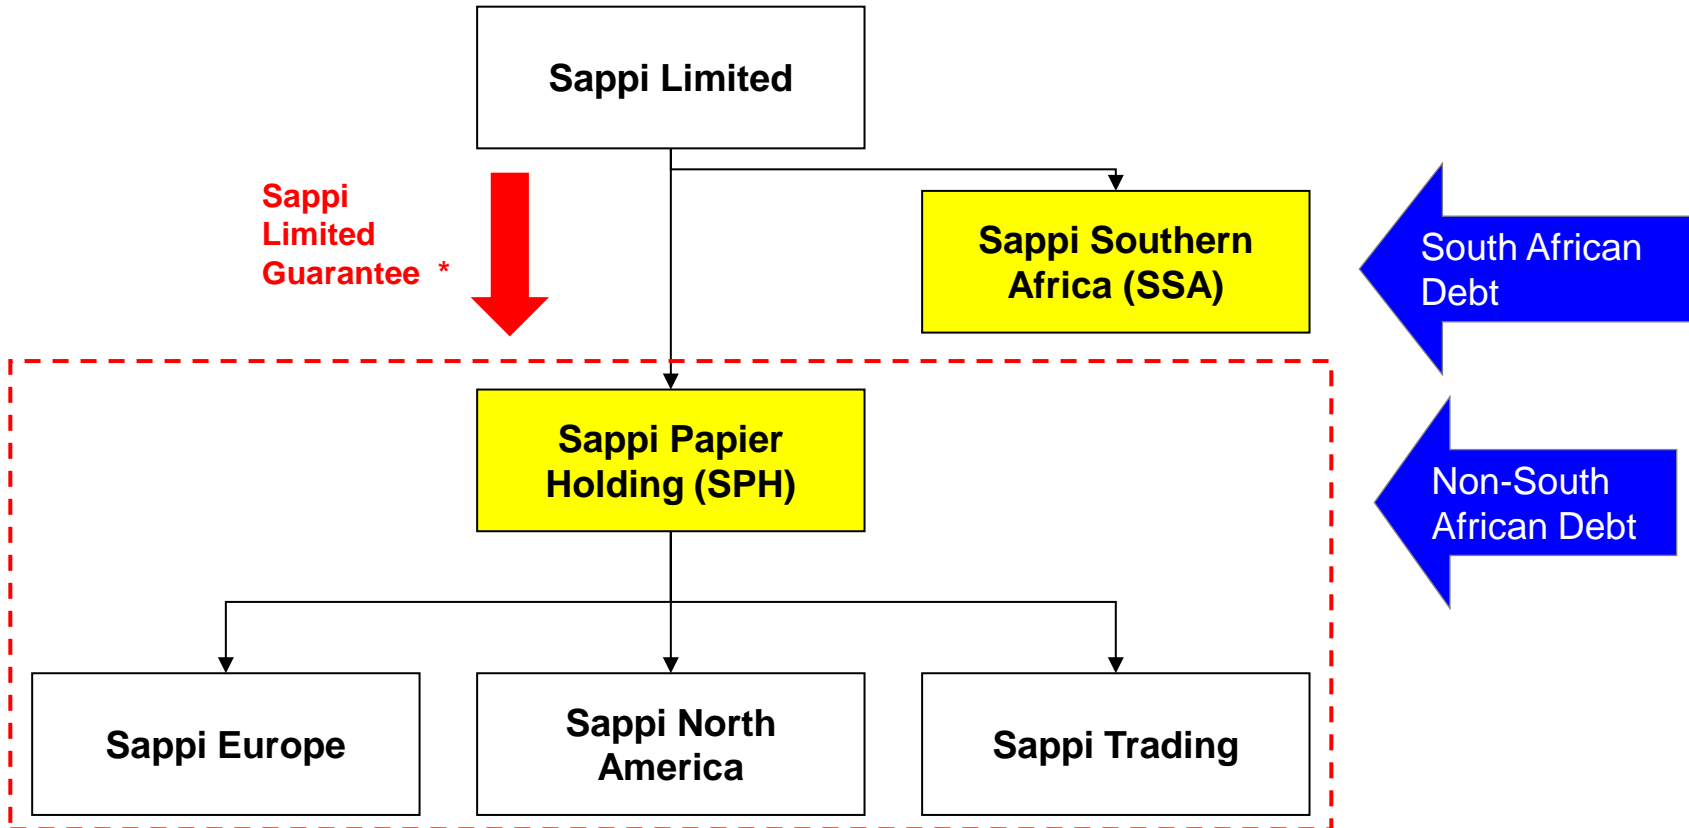 Sappi Limited
Sappi
Limited
Guarantee *
Sappi Southern
Africa (SSA)
South African
Debt
Sappi Papier
Holding (SPH)
Non-South
African Debt
Sappi Europe
Sappi North
America
Sappi Trading